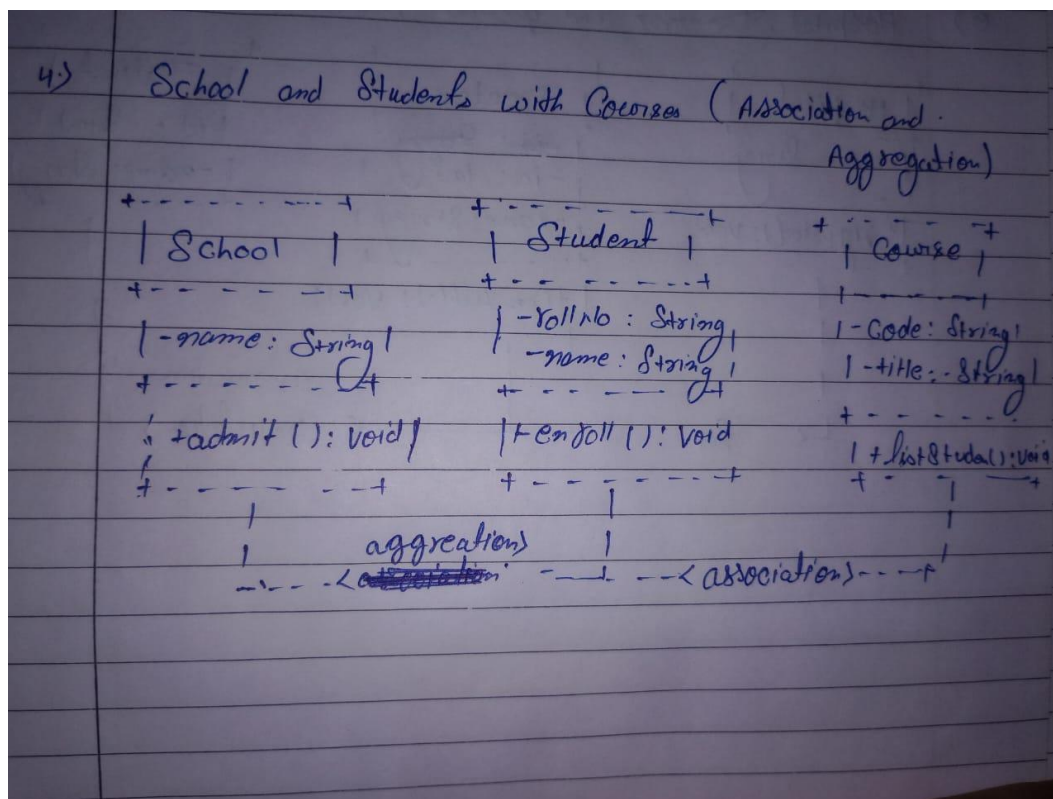 4.) School and Students with Courses (Association and
Aggregation)
+- - - - - - - - -+ +- - - - - - -+ +- - - - -+
| School | | Student | | Course |
+- - - - - -+ +- - - - - - -+ +- - - - -+
|-name: String| |-rollNo: String| |-Code: String|
-name: String| |-title: String|
+- - - - - -+ +- - - - - -+ +- - - - -
+admit(): void| |+enroll(): void |+listStuden(): void
+- - - - - -+ +- - - - - - -+ +- - - - -+
aggreation>
- - - -< - - - - -< association> - - - -+